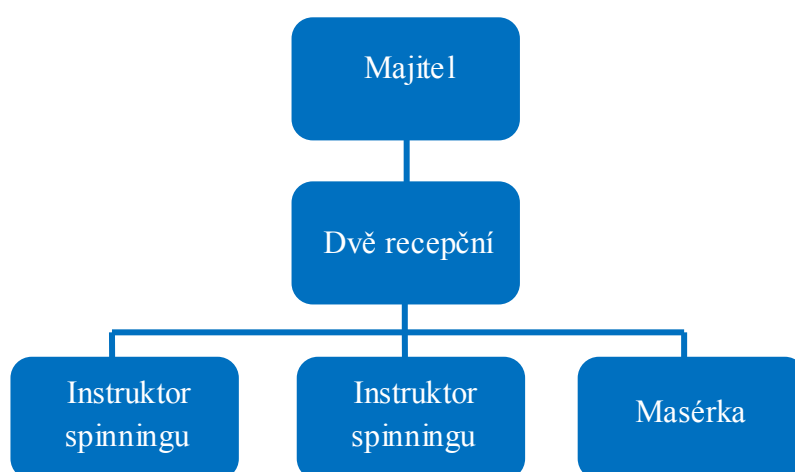 Majitel
Dvě recepční
Instruktor
spinningu
Instruktor
spinningu
Masérka